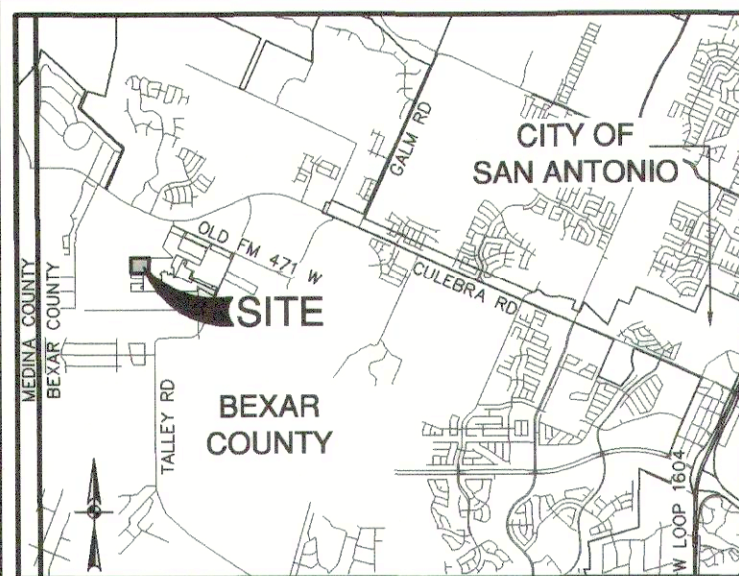 CITY OF
SAN ANTONIO
GALM RD
OLD FM 471 W
CULEBRA RD
SITE
MEDINA COUNTY
BEXAR COUNTY
BEXAR
COUNTY
TALLEY RD
W LOOP 1604